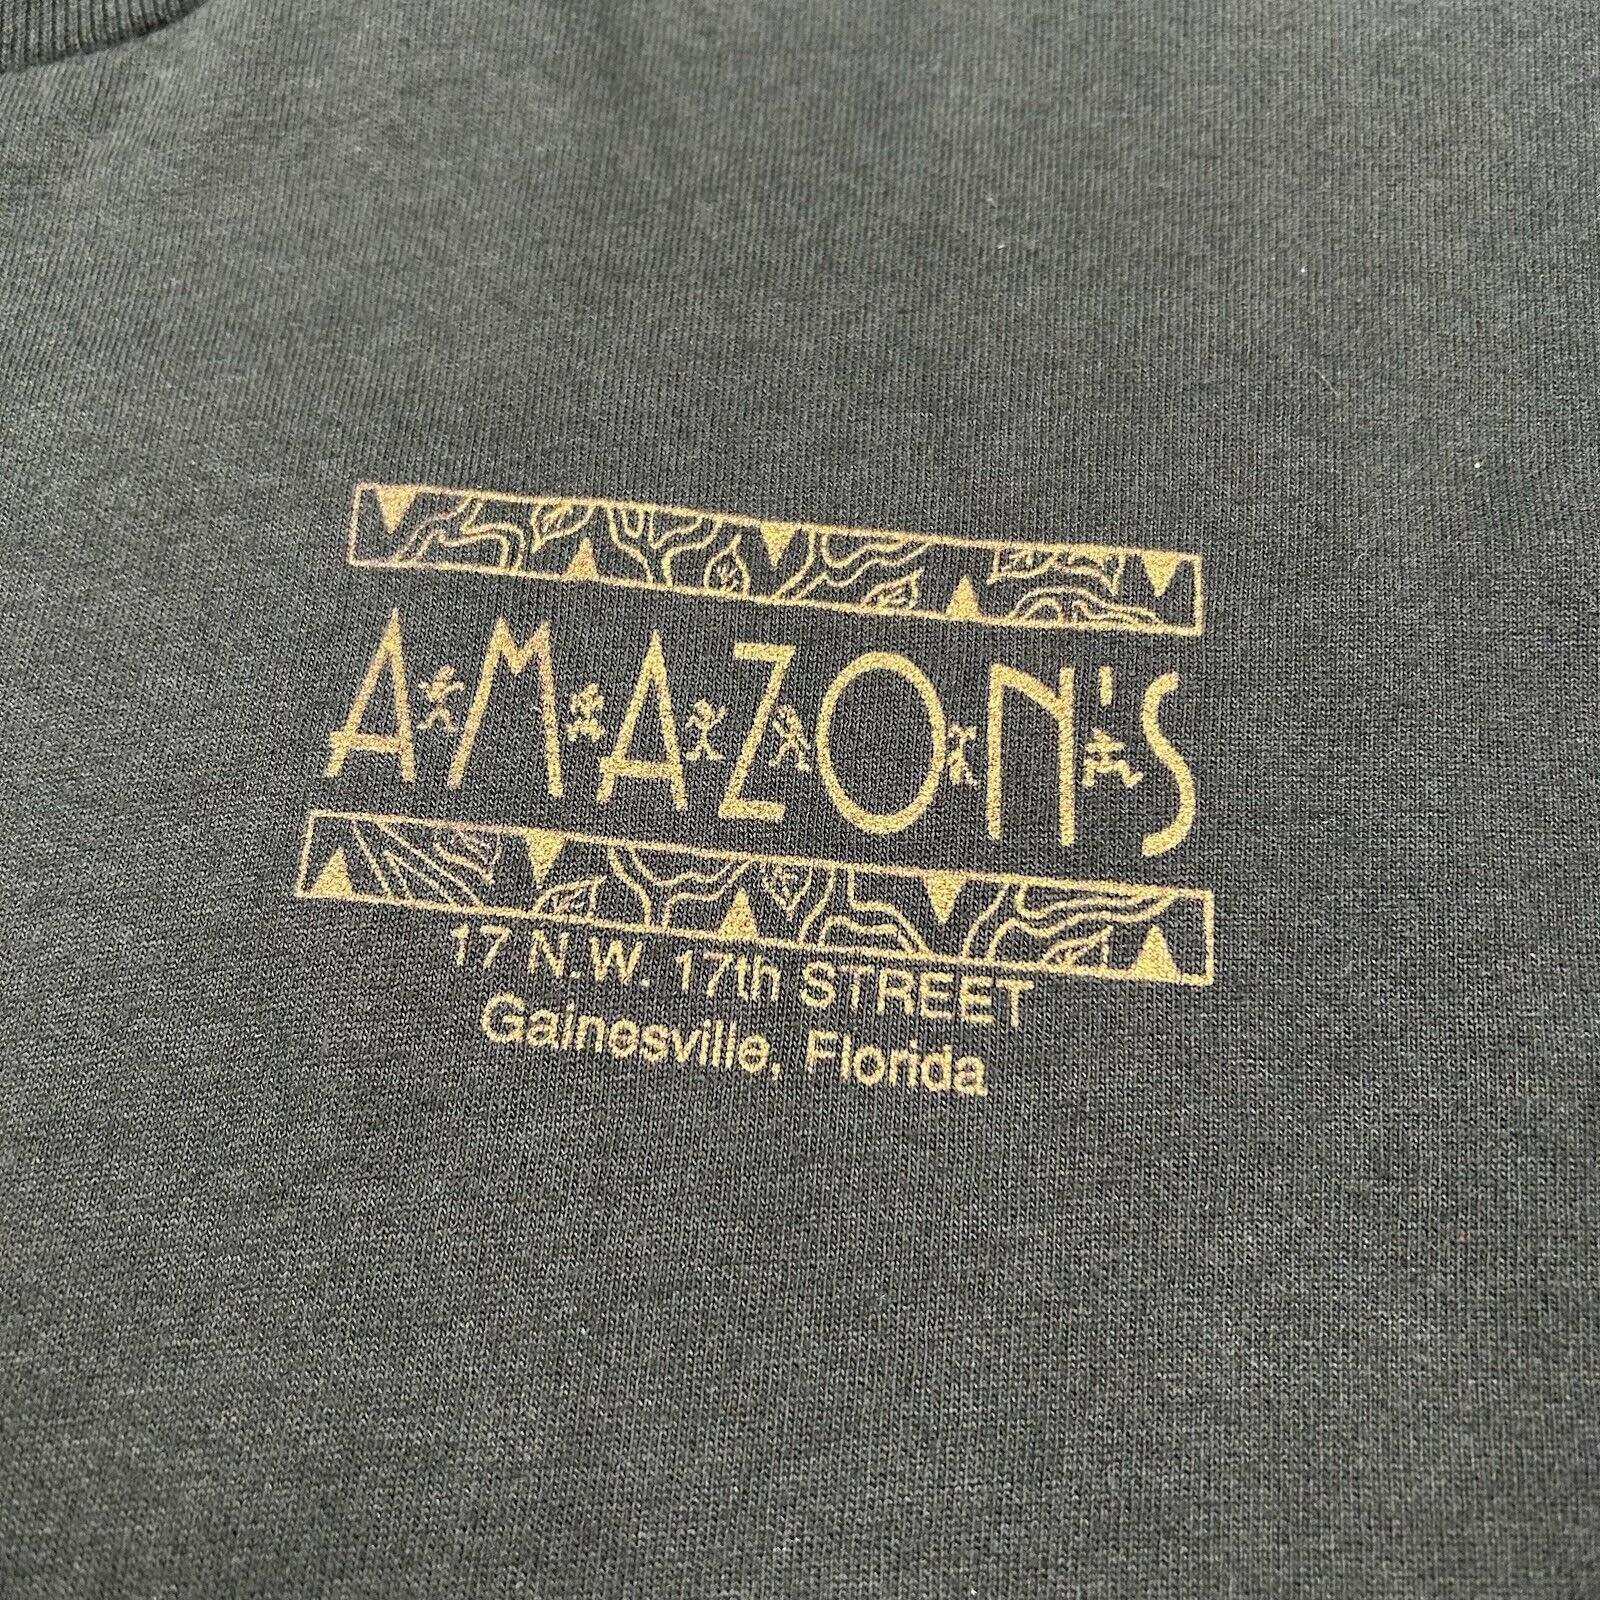 AMAZON'S
17 N.W. 17th STREET
Gainesville, Florida